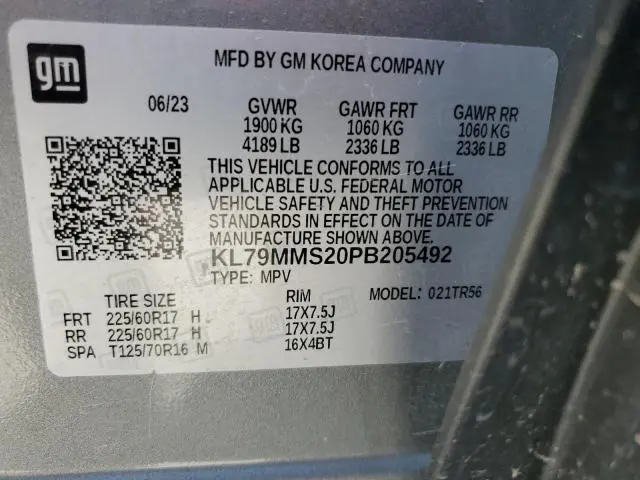 gm
MFD BY GM KOREA COMPANY
06/23 GVWR GAWR FRT GAWR RR
1900 KG 1060 KG 1060 KG
4189 LB 2336 LB 2336 LB
THIS VEHICLE CONFORMS TO ALL
APPLICABLE U.S. FEDERAL MOTOR
VEHICLE SAFETY AND THEFT PREVENTION
STANDARDS IN EFFECT ON THE DATE OF
MANUFACTURE SHOWN ABOVE.
KL79MMS20PB205492
TYPE: MPV MODEL: 021TR56
TIRE SIZE RIM
FRT 225/60R17 H 17X7.5J
RR 225/60R17 H 17X7.5J
SPA T125/70R16 M 16X4BT